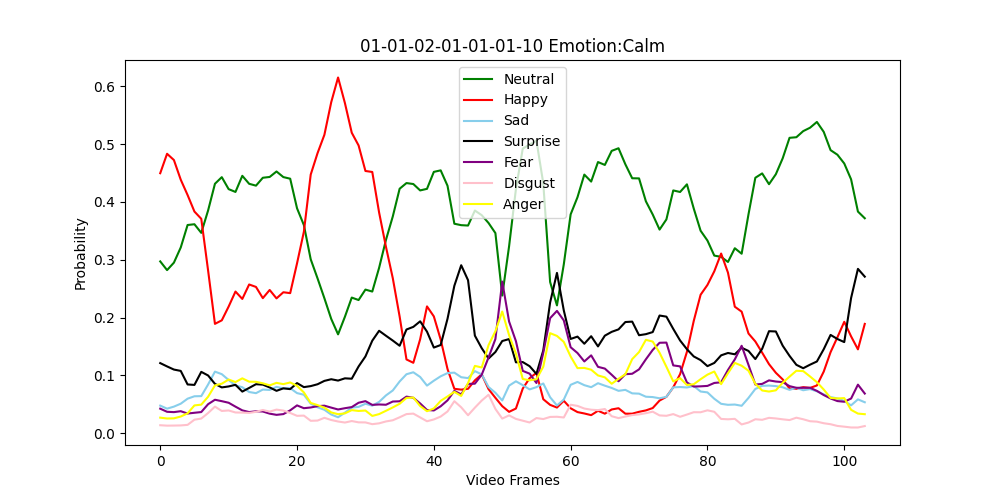 01-01-02-01-01-01-10 Emotion:Calm
Probability
0.6
0.5
0.4
0.3
0.2
0.1
0.0
Neutral
Happy
Sad
Surprise
Fear
Disgust
Anger
0 20 40 60 80 100
Video Frames